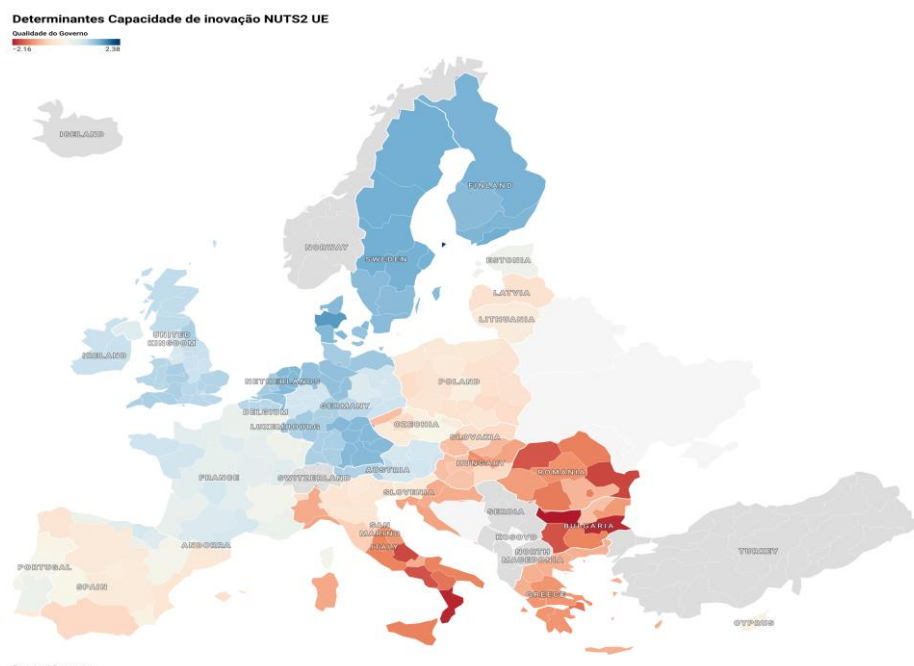 Determinantes Capacidade de inovação NUTS2 UE
Qualidade do Governo
−2.16 2.38
ICELAND
FINLAND
NORWAY
SWEDEN
ESTONIA
LATVIA
LITHUANIA
UNITED
KINGDOM
IRELAND
NETHERLANDS
POLAND
GERMANY
BELGIUM
LUXEMBOURG
CZECHIA
SLOVAKIA
FRANCE
SWITZERLAND
AUSTRIA
HUNGARY
ROMANIA
SLOVENIA
SERBIA
SAN
MARINO
ITALY
BULGARIA
KOSOVO
ANDORRA
NORTH
MACEDONIA
TURKEY
PORTUGAL
SPAIN
GREECE
CYPRUS